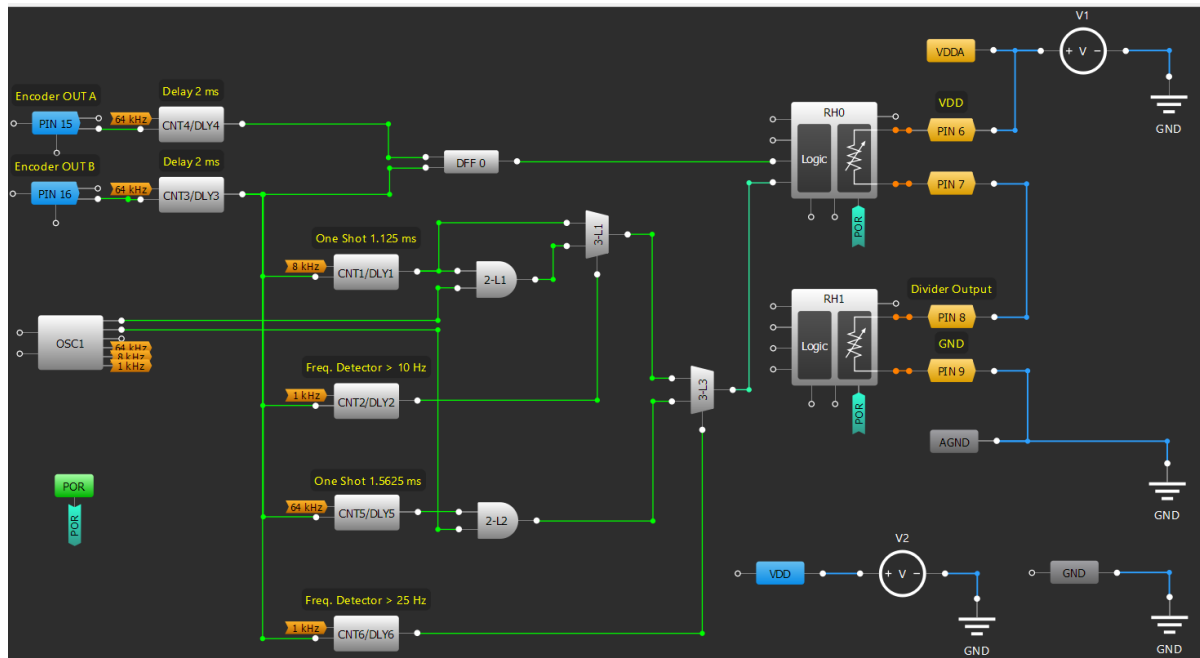 V1
+ V −
VDDA
GND
Encoder OUT A
PIN 15
64 kHz
Delay 2 ms
CNT4/DLY4
Encoder OUT B
PIN 16
64 kHz
Delay 2 ms
CNT3/DLY3
DFF 0
RH0
Logic
POR
VDD
PIN 6
PIN 7
One Shot 1.125 ms
8 kHz
CNT1/DLY1
2-L1
3-L1
OSC1
64 kHz
8 kHz
1 kHz
RH1
Logic
POR
Divider Output
PIN 8
GND
PIN 9
Freq. Detector > 10 Hz
1 kHz
CNT2/DLY2
3-L3
AGND
GND
POR
POR
One Shot 1.5625 ms
64 kHz
CNT5/DLY5
2-L2
V2
VDD
+ V −
GND
GND
GND
Freq. Detector > 25 Hz
1 kHz
CNT6/DLY6